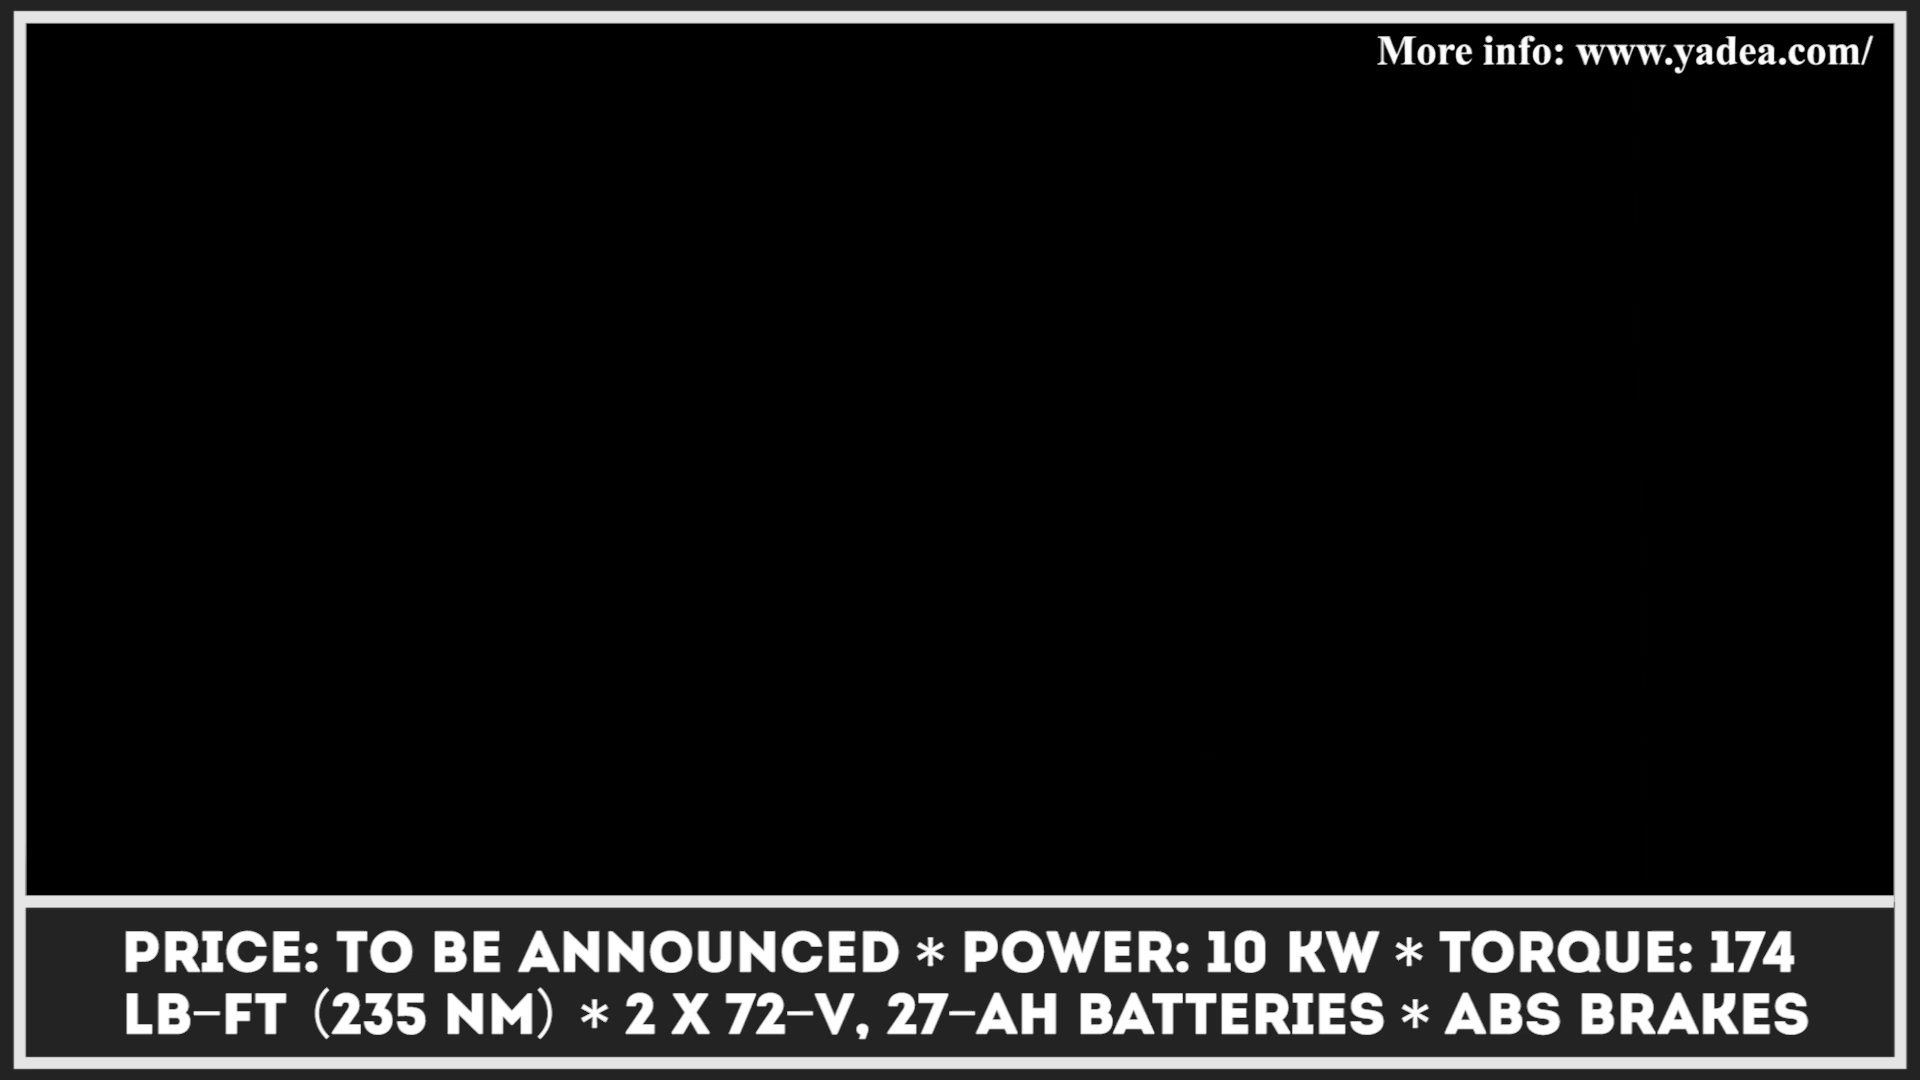 More info: www.yadea.com/
PRICE: TO BE ANNOUNCED * POWER: 10 KW * TORQUE: 174
LB-FT (235 NM) * 2 X 72-V, 27-AH BATTERIES * ABS BRAKES